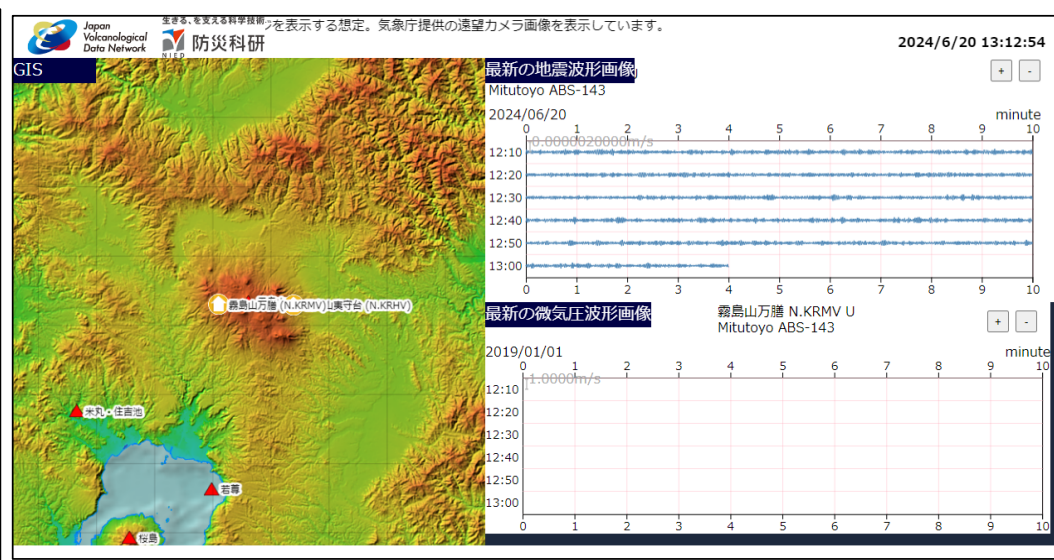 Japan
Volcanological
Data Network
生きる、を支える科学技術
防災科研
NIED
ジを表示する想定。気象庁提供の遠望カメラ画像を表示しています。
2024/6/20 13:12:54
GIS
霧島山万膳 (N.KRMV)
山夷守台 (N.KRHV)
米丸・住吉池
若尊
桜島
最新の地震波形画像
+ -
Mitutoyo ABS-143
2024/06/20
minute
0 1 2 3 4 5 6 7 8 9 10
0.0000020000m/s
12:10
12:20
12:30
12:40
12:50
13:00
0 1 2 3 4 5 6 7 8 9 10
最新の微気圧波形画像
霧島山万膳 N.KRMV U
Mitutoyo ABS-143
+ -
2019/01/01
minute
0 1 2 3 4 5 6 7 8 9 10
1.0000m/s
12:10
12:20
12:30
12:40
12:50
13:00
0 1 2 3 4 5 6 7 8 9 10